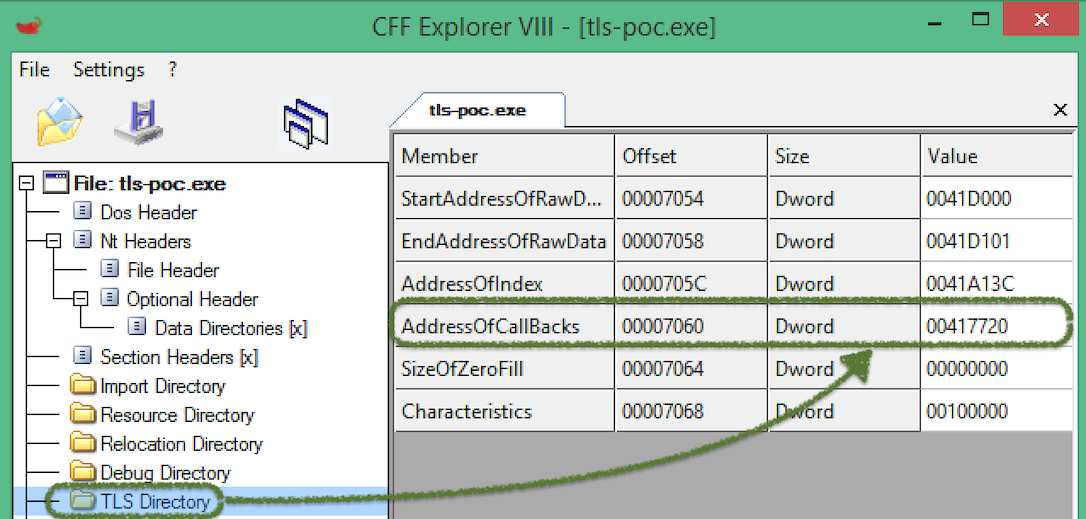 CFF Explorer VIII - [tls-poc.exe]
File Settings ?
tls-poc.exe
File: tls-poc.exe
Dos Header
Nt Headers
File Header
Optional Header
Data Directories [x]
Section Headers [x]
Import Directory
Resource Directory
Relocation Directory
Debug Directory
TLS Directory
Member Offset Size Value
StartAddressOfRawD... 00007054 Dword 0041D000
EndAddressOfRawData 00007058 Dword 0041D101
AddressOfIndex 0000705C Dword 0041A13C
AddressOfCallBacks 00007060 Dword 00417720
SizeOfZeroFill 00007064 Dword 00000000
Characteristics 00007068 Dword 00100000